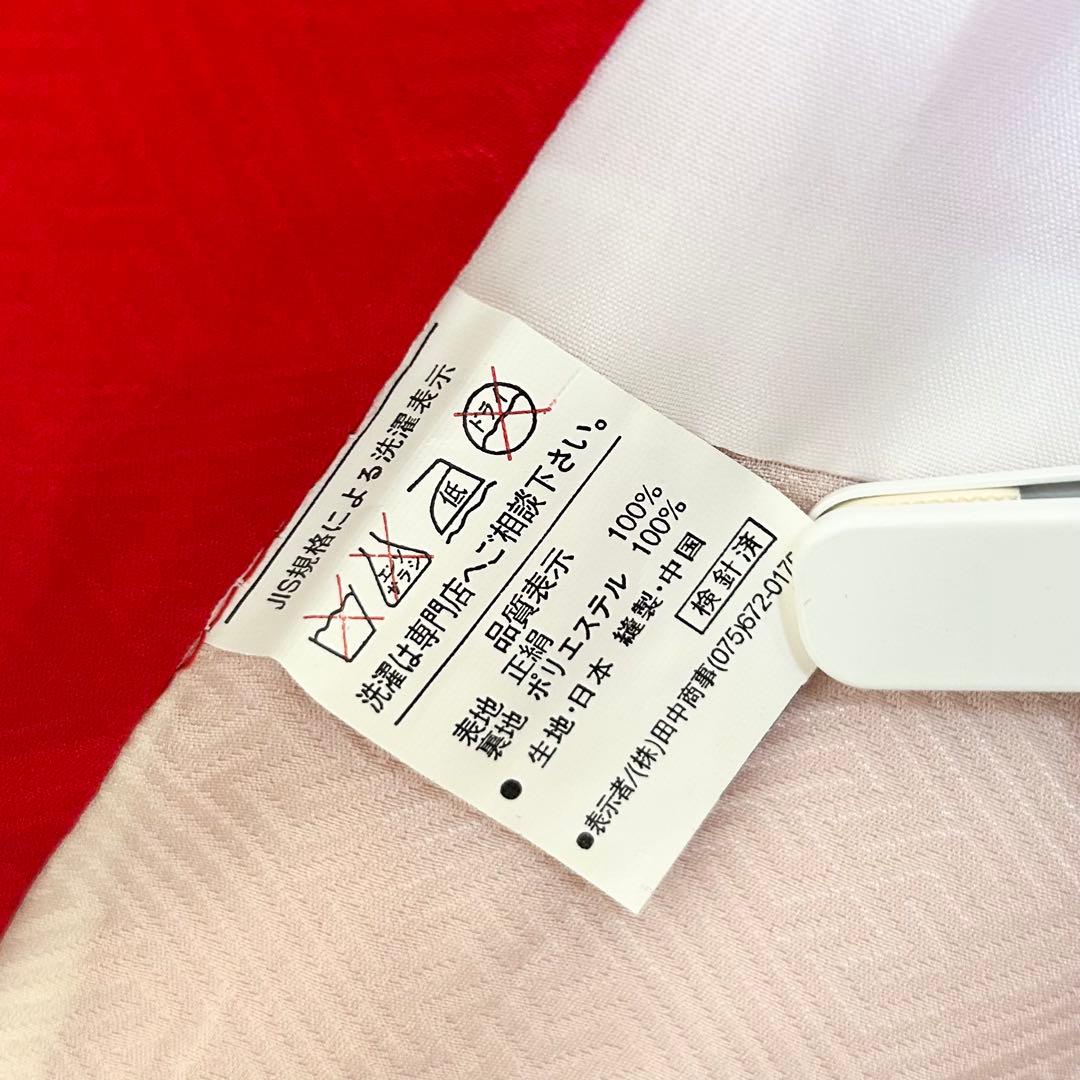 JIS規格による洗濯表示
エンソ サラシ 低 ドライ
洗濯は専門店へご相談下さい。
品質表示
表地 正絹 100%
裏地 ポリエステル 100%
●生地・日本 縫製・中国
検針済
●表示者/(株)田中商事(075)672-017